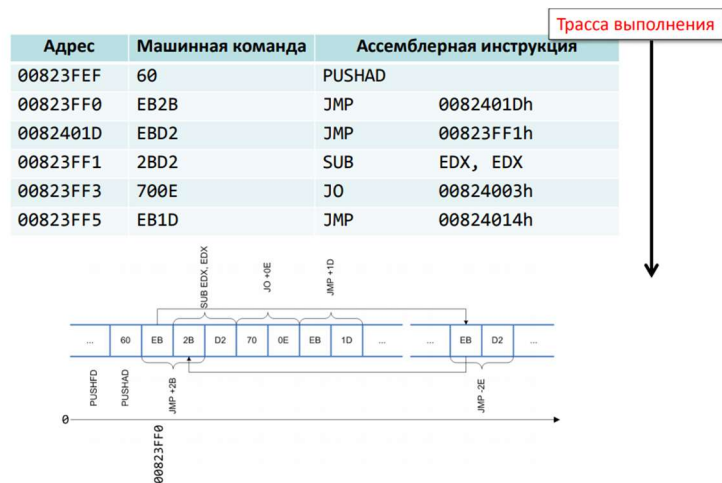 Трасса выполнения
Адрес Машинная команда Ассемблерная инструкция
00823FEF 60 PUSHAD
00823FF0 EB2B JMP 0082401Dh
0082401D EBD2 JMP 00823FF1h
00823FF1 2BD2 SUB EDX, EDX
00823FF3 700E JO 00824003h
00823FF5 EB1D JMP 00824014h
SUB EDX, EDX
JO +0E
JMP +1D
... 60 EB 2B D2 70 0E EB 1D ... ... EB D2 ...
PUSHFD
PUSHAD
JMP +2B
JMP -2E
0
00823FF0